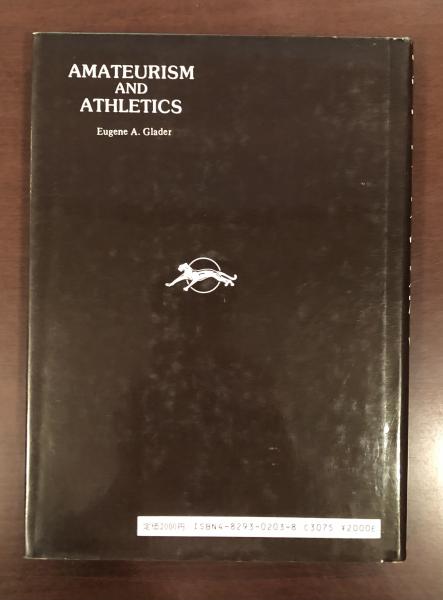 AMATEURISM
AND
ATHLETICS
Eugene A. Glader
定価2000円 ISBN4-8293-0203-8 C3075 ¥2000E